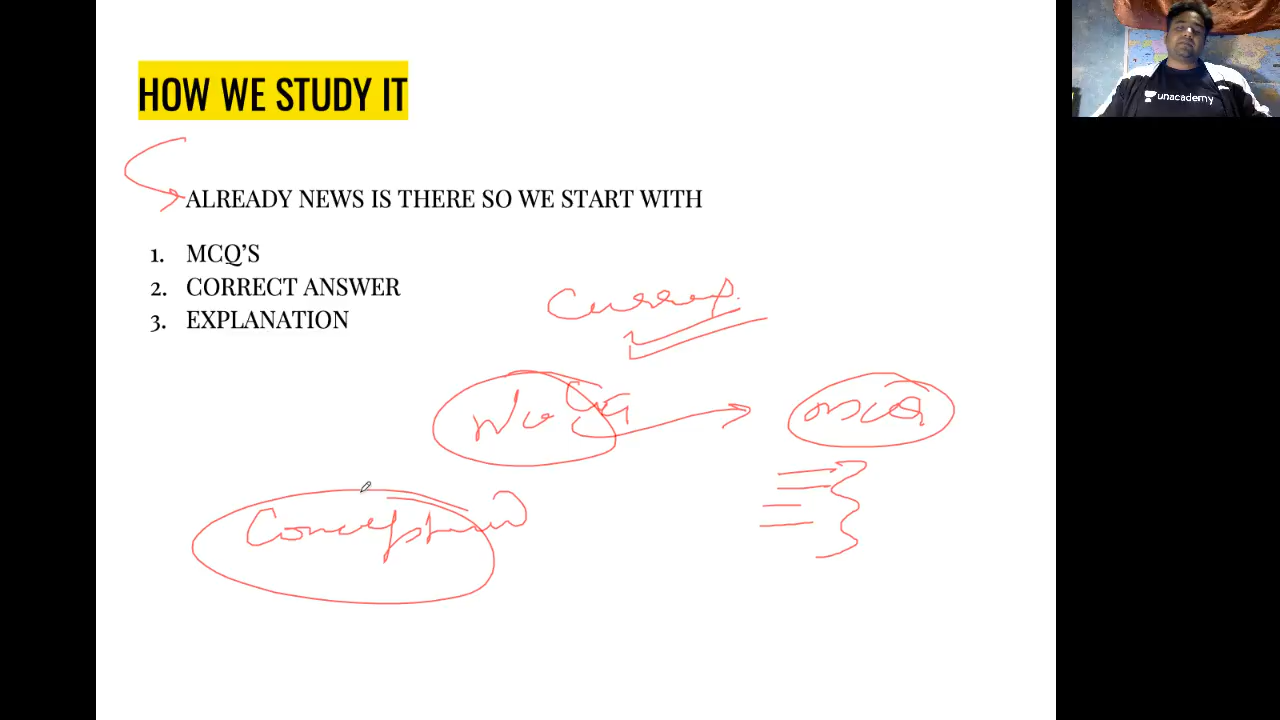 HOW WE STUDY IT
unacademy
ALREADY NEWS IS THERE SO WE START WITH
1. MCQ’S
2. CORRECT ANSWER
3. EXPLANATION
MCQ
Conceptual